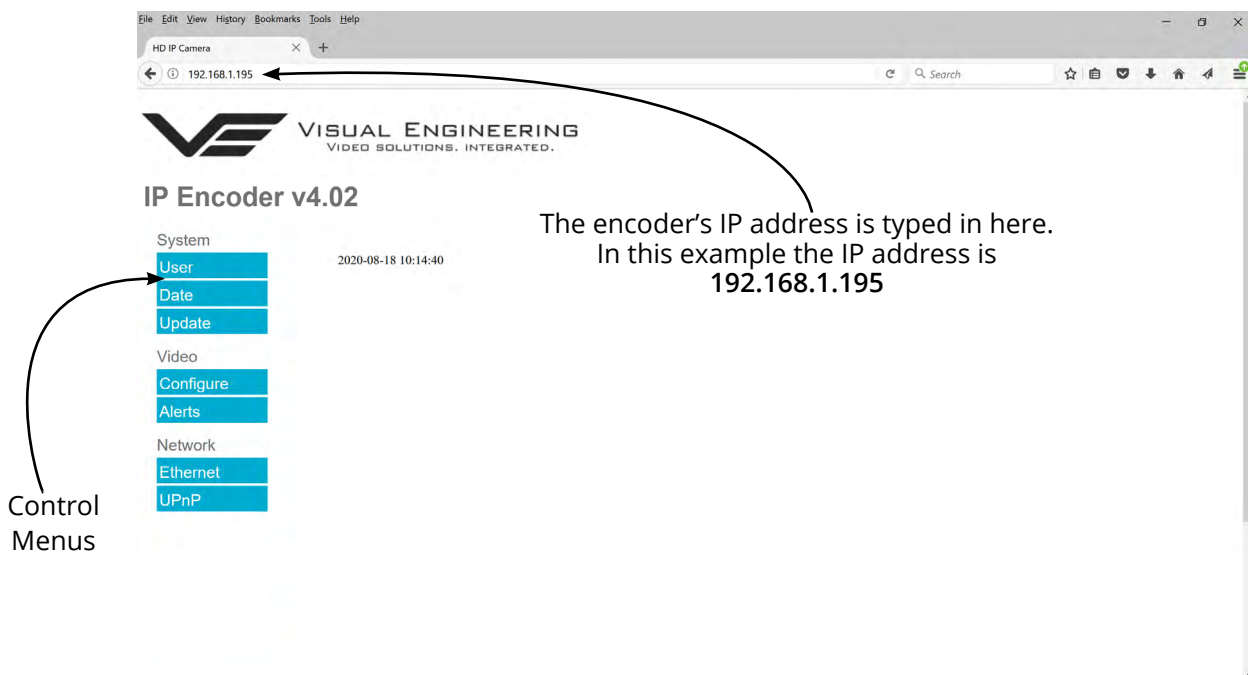 File Edit View History Bookmarks Tools Help
HD IP Camera
192.168.1.195
Search
VE VISUAL ENGINEERING
VIDEO SOLUTIONS. INTEGRATED.
IP Encoder v4.02
The encoder’s IP address is typed in here.
In this example the IP address is
192.168.1.195
System
User
2020-08-18 10:14:40
Date
Update
Video
Configure
Alerts
Network
Ethernet
UPnP
Control
Menus